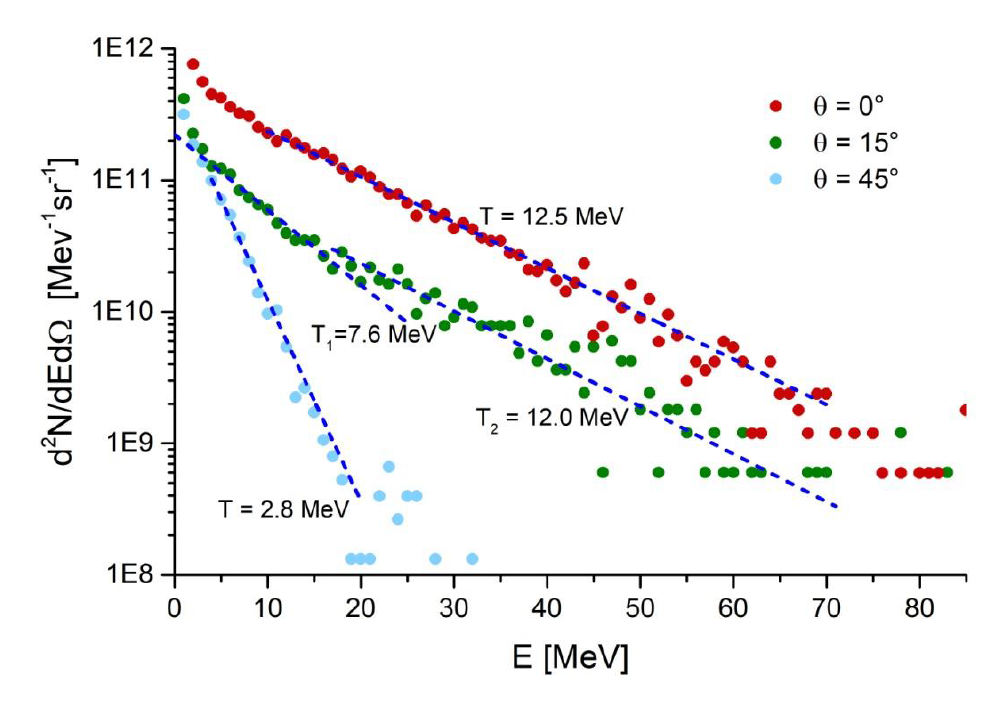 1E12
1E11
1E10
1E9
1E8
d²N/dEdΩ [Mev⁻¹sr⁻¹]
θ = 0°
θ = 15°
θ = 45°
T = 12.5 MeV
T₁=7.6 MeV
T₂ = 12.0 MeV
T = 2.8 MeV
0 10 20 30 40 50 60 70 80
E [MeV]